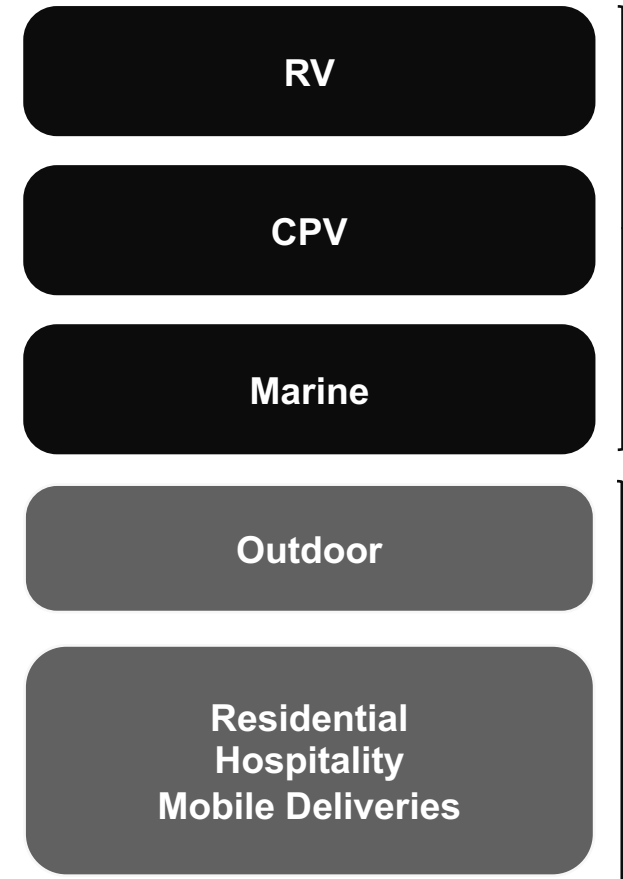 RV
CPV
Marine
Outdoor
Residential
Hospitality
Mobile Deliveries